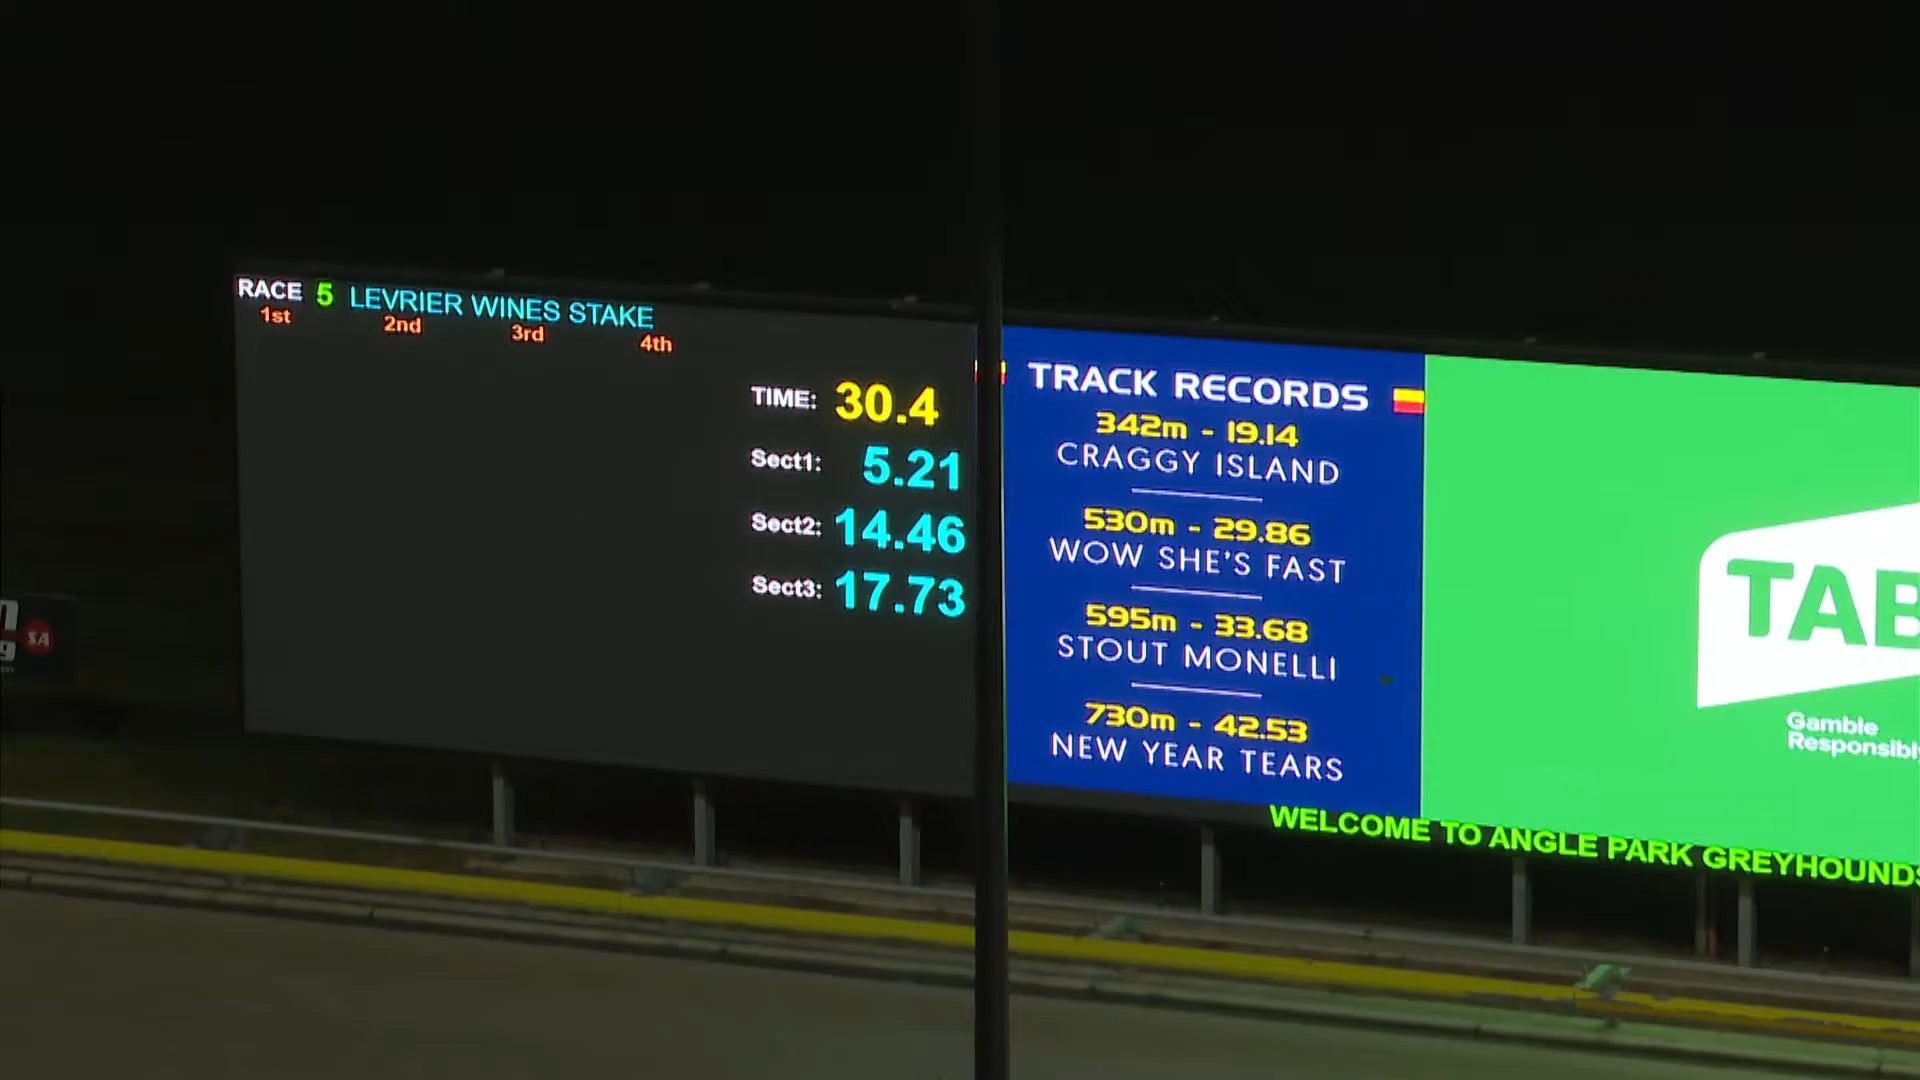 RACE 5 LEVRIER WINES STAKE
1st 2nd 3rd 4th
TIME: 30.4
Sect1: 5.21
Sect2: 14.46
Sect3: 17.73
TRACK RECORDS
342m - 19.14
CRAGGY ISLAND
530m - 29.86
WOW SHE'S FAST
595m - 33.68
STOUT MONELLI
730m - 42.53
NEW YEAR TEARS
TAB
Gamble
Responsibly
WELCOME TO ANGLE PARK GREYHOUNDS
SA